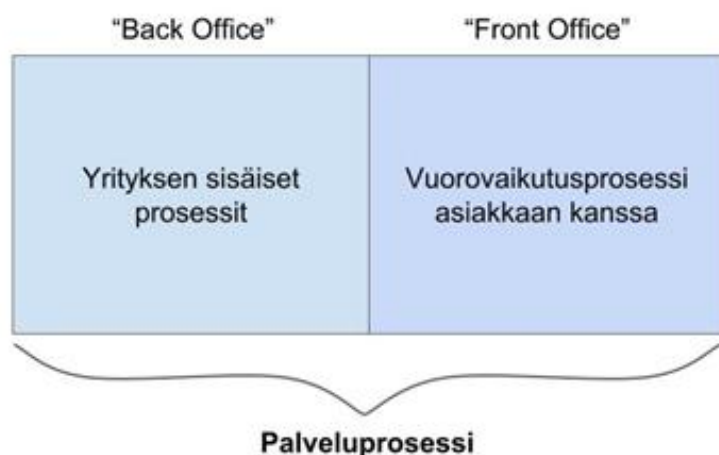 “Back Office”
“Front Office”
Yrityksen sisäiset
prosessit
Vuorovaikutusprosessi
asiakkaan kanssa
Palveluprosessi